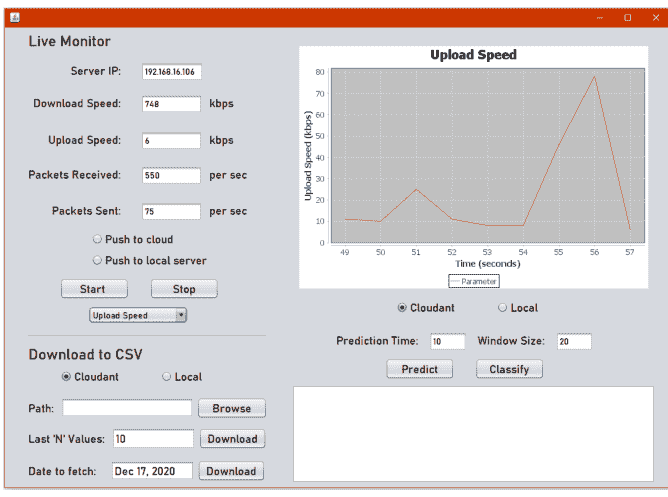 Live Monitor
Server IP: 192.168.16.106
Download Speed: 748 kbps
Upload Speed: 6 kbps
Packets Received: 550 per sec
Packets Sent: 75 per sec
Push to cloud
Push to local server
Start Stop
Upload Speed
Download to CSV
Cloudant Local
Path: Browse
Last 'N' Values: 10 Download
Date to fetch: Dec 17, 2020 Download
Upload Speed
Upload Speed (kbps)
80
70
60
50
40
30
20
10
0
49 50 51 52 53 54 55 56 57
Time (seconds)
Parameter
Cloudant Local
Prediction Time: 10 Window Size: 20
Predict Classify